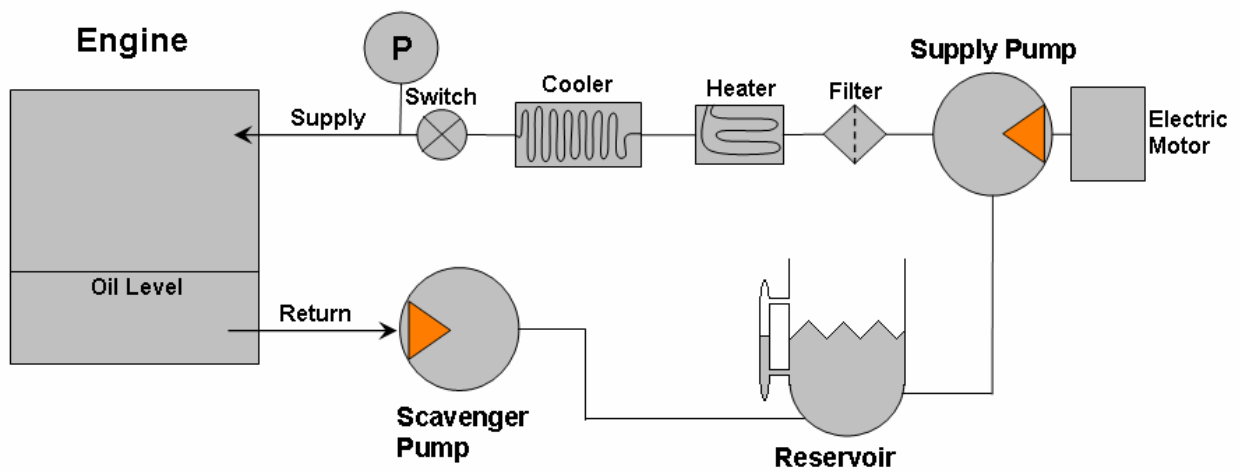 Engine
P
Supply Pump
Switch
Cooler
Heater
Filter
Supply
Electric
Motor
Oil Level
Return
Scavenger
Pump
Reservoir